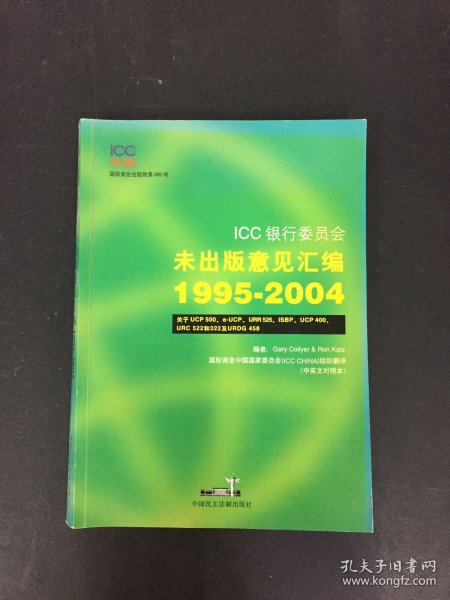 ICC
中国
国际商会出版物第660号
ICC 银行委员会
未出版意见汇编
1995-2004
关于UCP 500、e-UCP、URR 525、ISBP、UCP 400、
URC 522和322及URDG 458
编者：Gary Collyer & Ron Katz
国际商会中国国家委员会(ICC CHINA)组织翻译
(中英文对照本)
中国民主法制出版社
孔夫子旧书网
www.kongfz.com